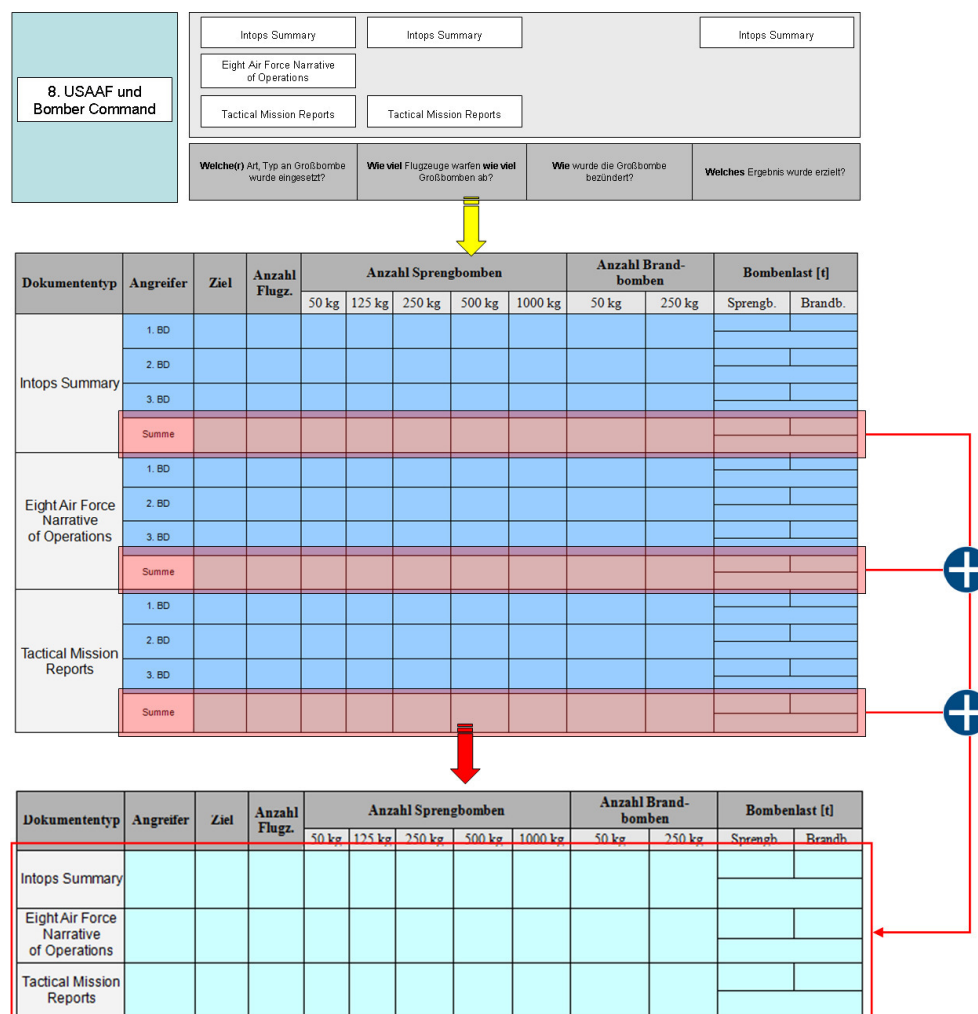 Intops Summary
Intops Summary
Intops Summary
Eight Air Force Narrative
of Operations
8. USAAF und
Bomber Command
Tactical Mission Reports
Tactical Mission Reports
Welche(r) Art, Typ an Großbombe
wurde eingesetzt?
Wie viel Flugzeuge warfen wie viel
Großbomben ab?
Wie wurde die Großbombe
bezündert?
Welches Ergebnis wurde erzielt?
Dokumententyp
Angreifer
Ziel
Anzahl
Flugz.
Anzahl Sprengbomben
Anzahl Brand-
bomben
Bombenlast [t]
50 kg
125 kg
250 kg
500 kg
1000 kg
50 kg
250 kg
Sprengb.
Brandb.
Intops Summary
1. BD
2. BD
3. BD
Summe
Eight Air Force
Narrative
of Operations
1. BD
2. BD
3. BD
Summe
Tactical Mission
Reports
1. BD
2. BD
3. BD
Summe
Dokumententyp
Angreifer
Ziel
Anzahl
Flugz.
Anzahl Sprengbomben
Anzahl Brand-
bomben
Bombenlast [t]
50 kg
125 kg
250 kg
500 kg
1000 kg
50 kg
250 kg
Sprengb.
Brandb.
Intops Summary
Eight Air Force
Narrative
of Operations
Tactical Mission
Reports